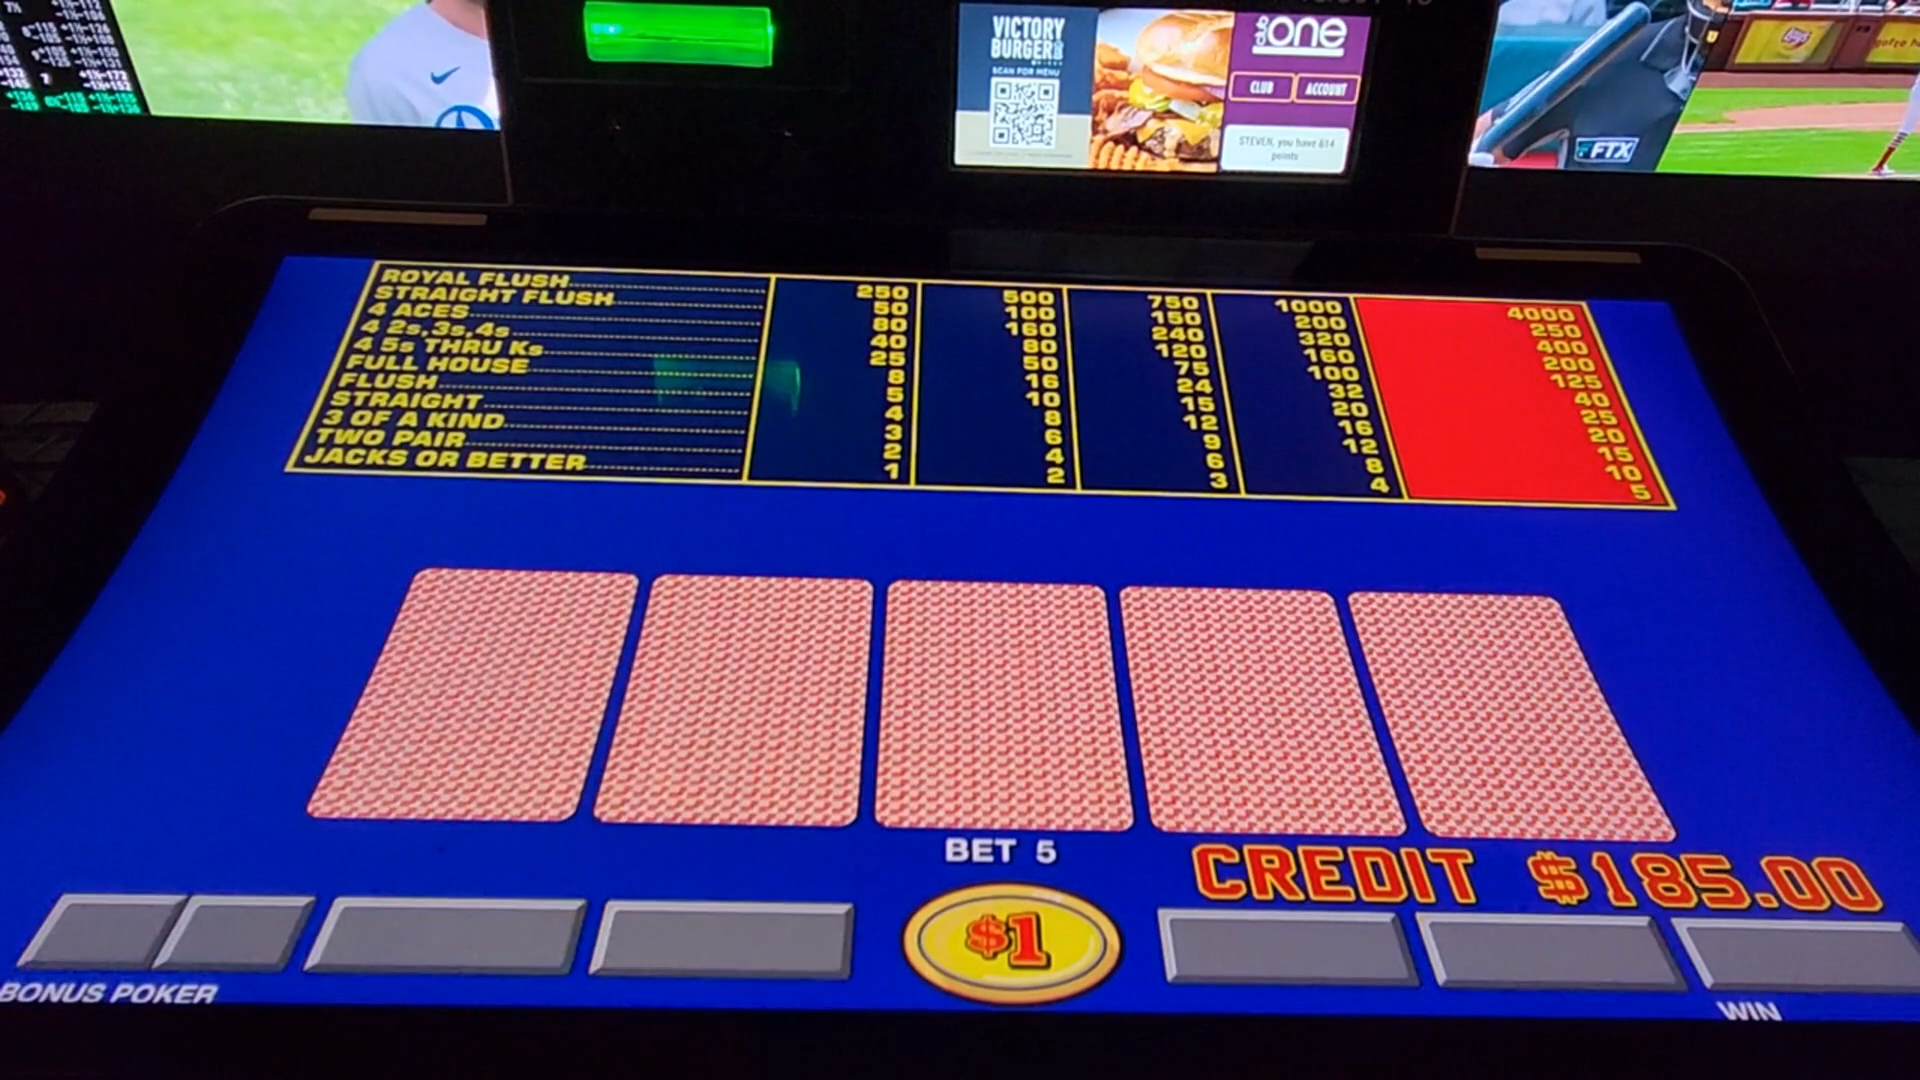 VICTORY
BURGER
SCAN FOR MENU
club one
CLUB ACCOUNT
STEVEN, you have 614
points
FTX
ROYAL FLUSH 250 500 750 1000 4000
STRAIGHT FLUSH 50 100 150 200 250
4 ACES 80 160 240 320 400
4 2s,3s,4s 40 80 120 160 200
4 5s THRU Ks 25 50 75 100 125
FULL HOUSE 8 16 24 32 40
FLUSH 5 10 15 20 25
STRAIGHT 4 8 12 16 20
3 OF A KIND 3 6 9 12 15
TWO PAIR 2 4 6 8 10
JACKS OR BETTER 1 2 3 4 5
BET 5
CREDIT $185.00
$1
BONUS POKER
WIN